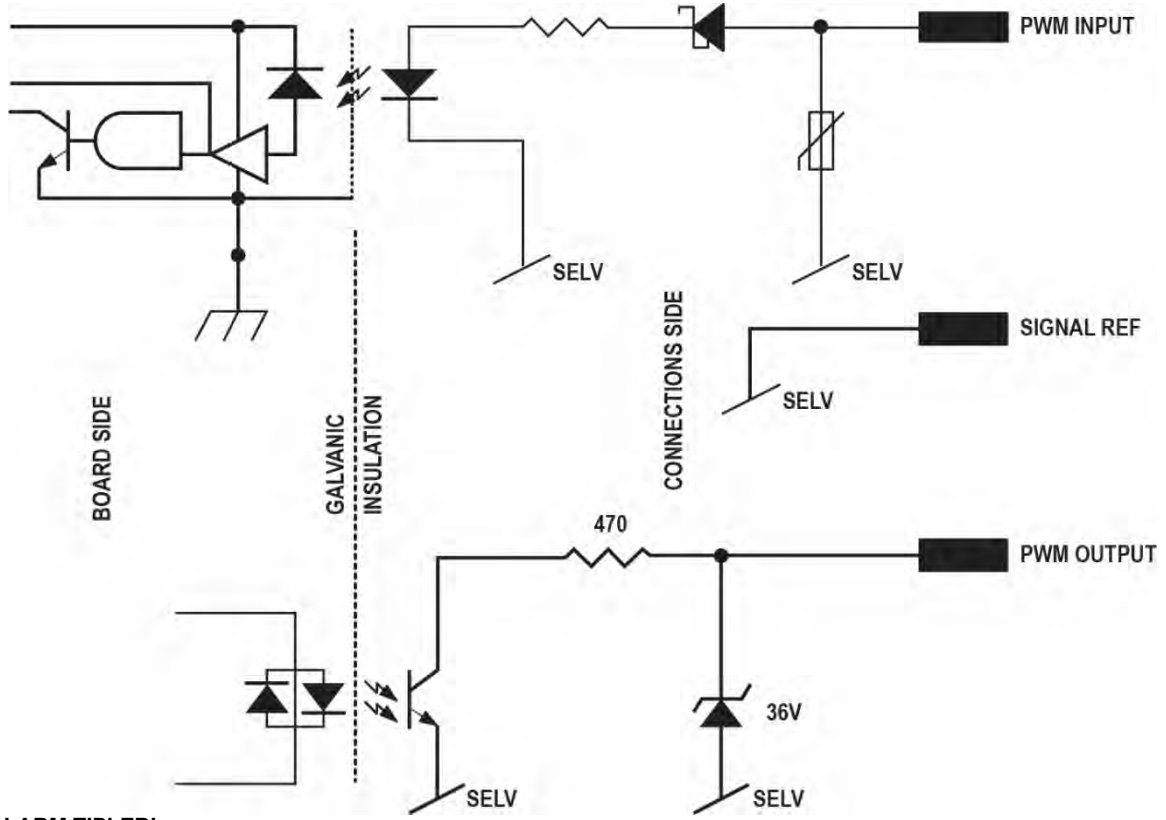 PWM INPUT
SELV
SELV
SIGNAL REF
SELV
BOARD SIDE
GALVANIC
INSULATION
CONNECTIONS SIDE
470
PWM OUTPUT
36V
SELV
SELV